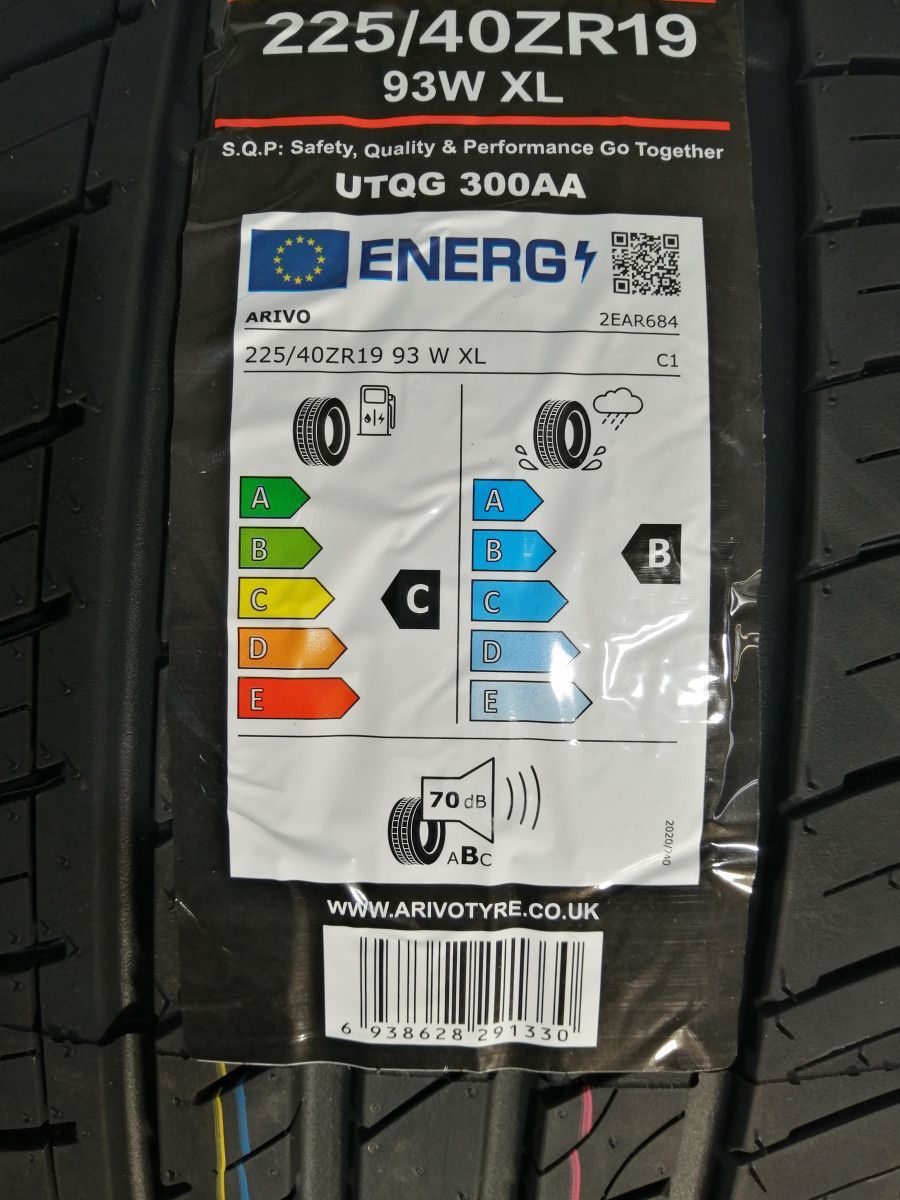 225/40ZR19
93W XL
S.Q.P: Safety, Quality & Performance Go Together
UTQG 300AA
ENERG
ARIVO 2EAR684
225/40ZR19 93 W XL C1
A A
B B B
C C C
D D
E E
70 dB
ABC
2020/740
WWW.ARIVOTYRE.CO.UK
6 938628 291330